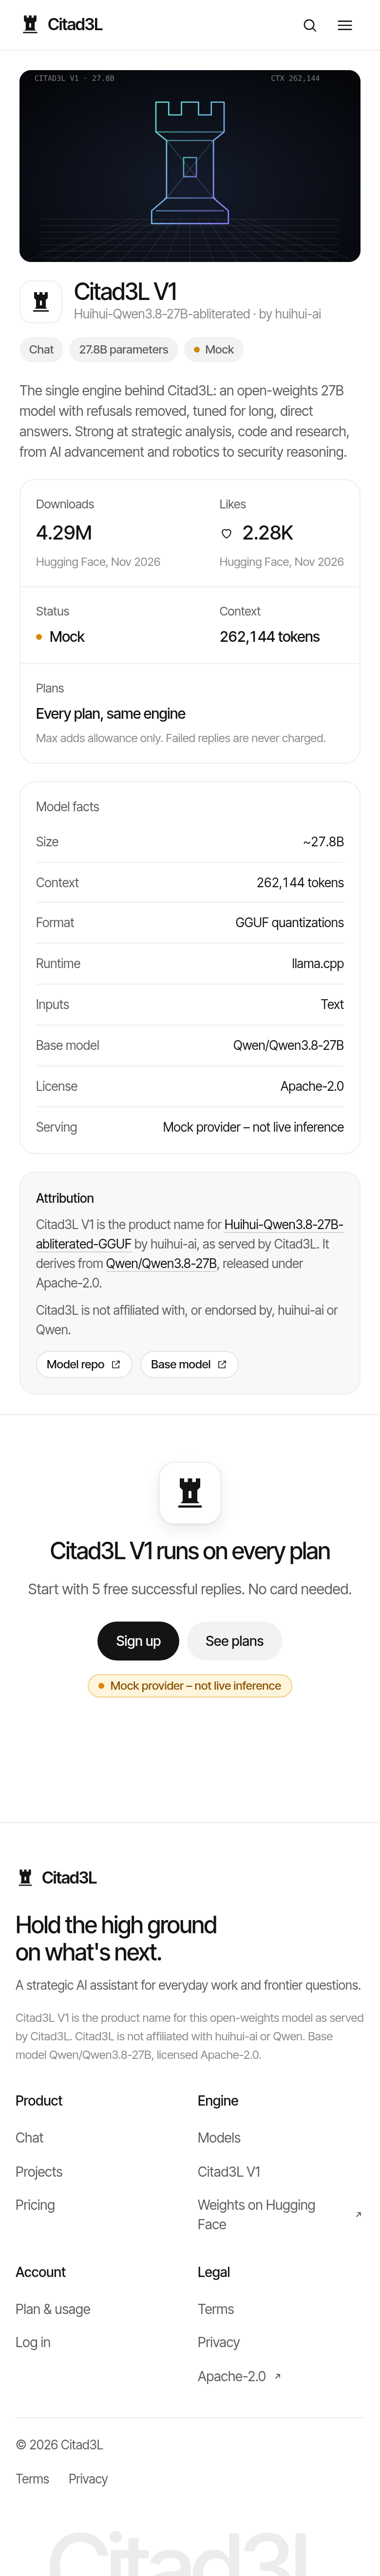 Citad3L
CITAD3L V1 · 27.8B
CTX 262,144
Citad3L V1
Huihui-Qwen3.8-27B-abliterated · by huihui-ai
Chat
27.8B parameters
Mock
The single engine behind Citad3L: an open-weights 27B
model with refusals removed, tuned for long, direct
answers. Strong at strategic analysis, code and research,
from AI advancement and robotics to security reasoning.
Downloads
4.29M
Hugging Face, Nov 2026
Likes
2.28K
Hugging Face, Nov 2026
Status
Mock
Context
262,144 tokens
Plans
Every plan, same engine
Max adds allowance only. Failed replies are never charged.
Model facts
Size
~27.8B
Context
262,144 tokens
Format
GGUF quantizations
Runtime
llama.cpp
Inputs
Text
Base model
Qwen/Qwen3.8-27B
License
Apache-2.0
Serving
Mock provider – not live inference
Attribution
Citad3L V1 is the product name for Huihui-Qwen3.8-27B-
abliterated-GGUF by huihui-ai, as served by Citad3L. It
derives from Qwen/Qwen3.8-27B, released under
Apache-2.0.
Citad3L is not affiliated with, or endorsed by, huihui-ai or
Qwen.
Model repo
Base model
Citad3L V1 runs on every plan
Start with 5 free successful replies. No card needed.
Sign up
See plans
Mock provider – not live inference
Citad3L
Hold the high ground
on what's next.
A strategic AI assistant for everyday work and frontier questions.
Citad3L V1 is the product name for this open-weights model as served
by Citad3L. Citad3L is not affiliated with huihui-ai or Qwen. Base
model Qwen/Qwen3.8-27B, licensed Apache-2.0.
Product
Chat
Projects
Pricing
Engine
Models
Citad3L V1
Weights on Hugging
Face
Account
Plan & usage
Log in
Legal
Terms
Privacy
Apache-2.0
© 2026 Citad3L
Terms
Privacy
Citad3L